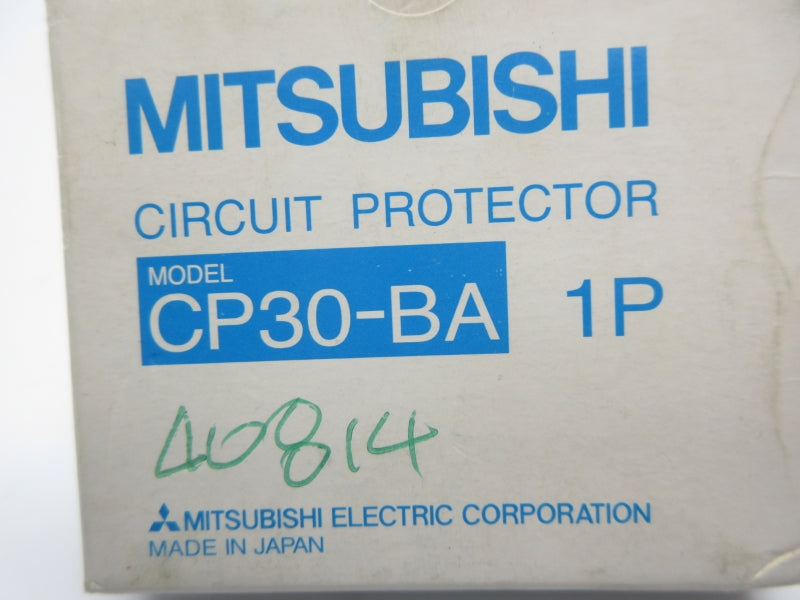 MITSUBISHI
CIRCUIT PROTECTOR
MODEL
CP30-BA 1P
40814
MITSUBISHI ELECTRIC CORPORATION
MADE IN JAPAN